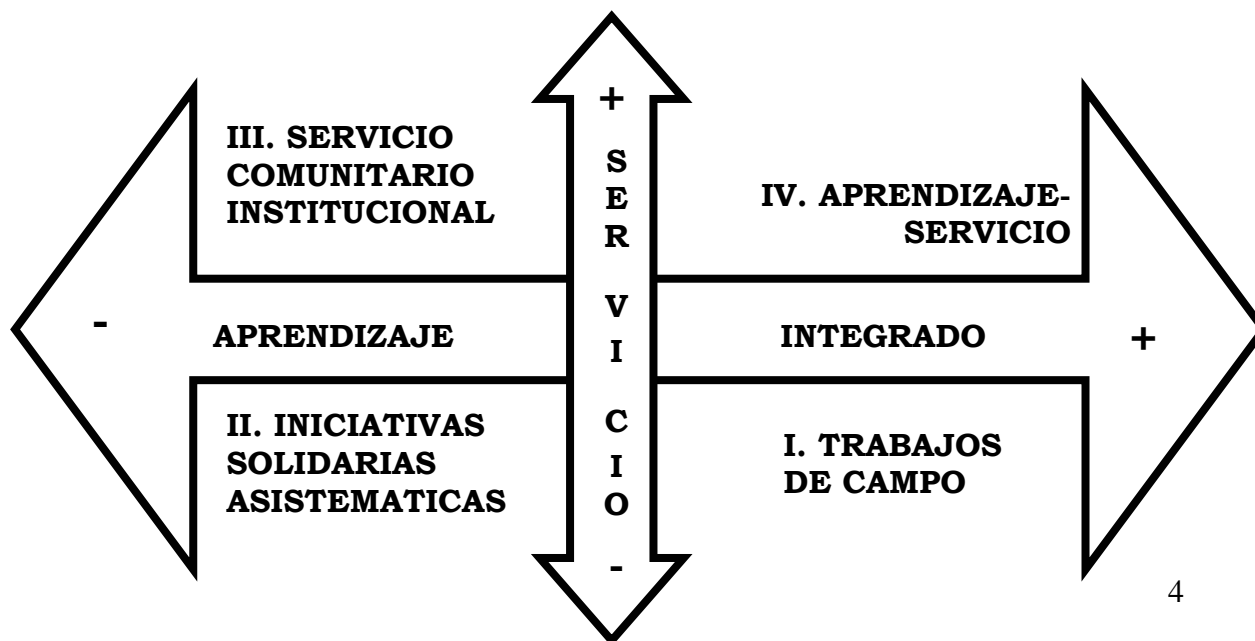 +
S
E
R
V
I
C
I
O
-
III. SERVICIO
COMUNITARIO
INSTITUCIONAL
IV. APRENDIZAJE-
SERVICIO
-
APRENDIZAJE
INTEGRADO
+
II. INICIATIVAS
SOLIDARIAS
ASISTEMATICAS
I. TRABAJOS
DE CAMPO
4